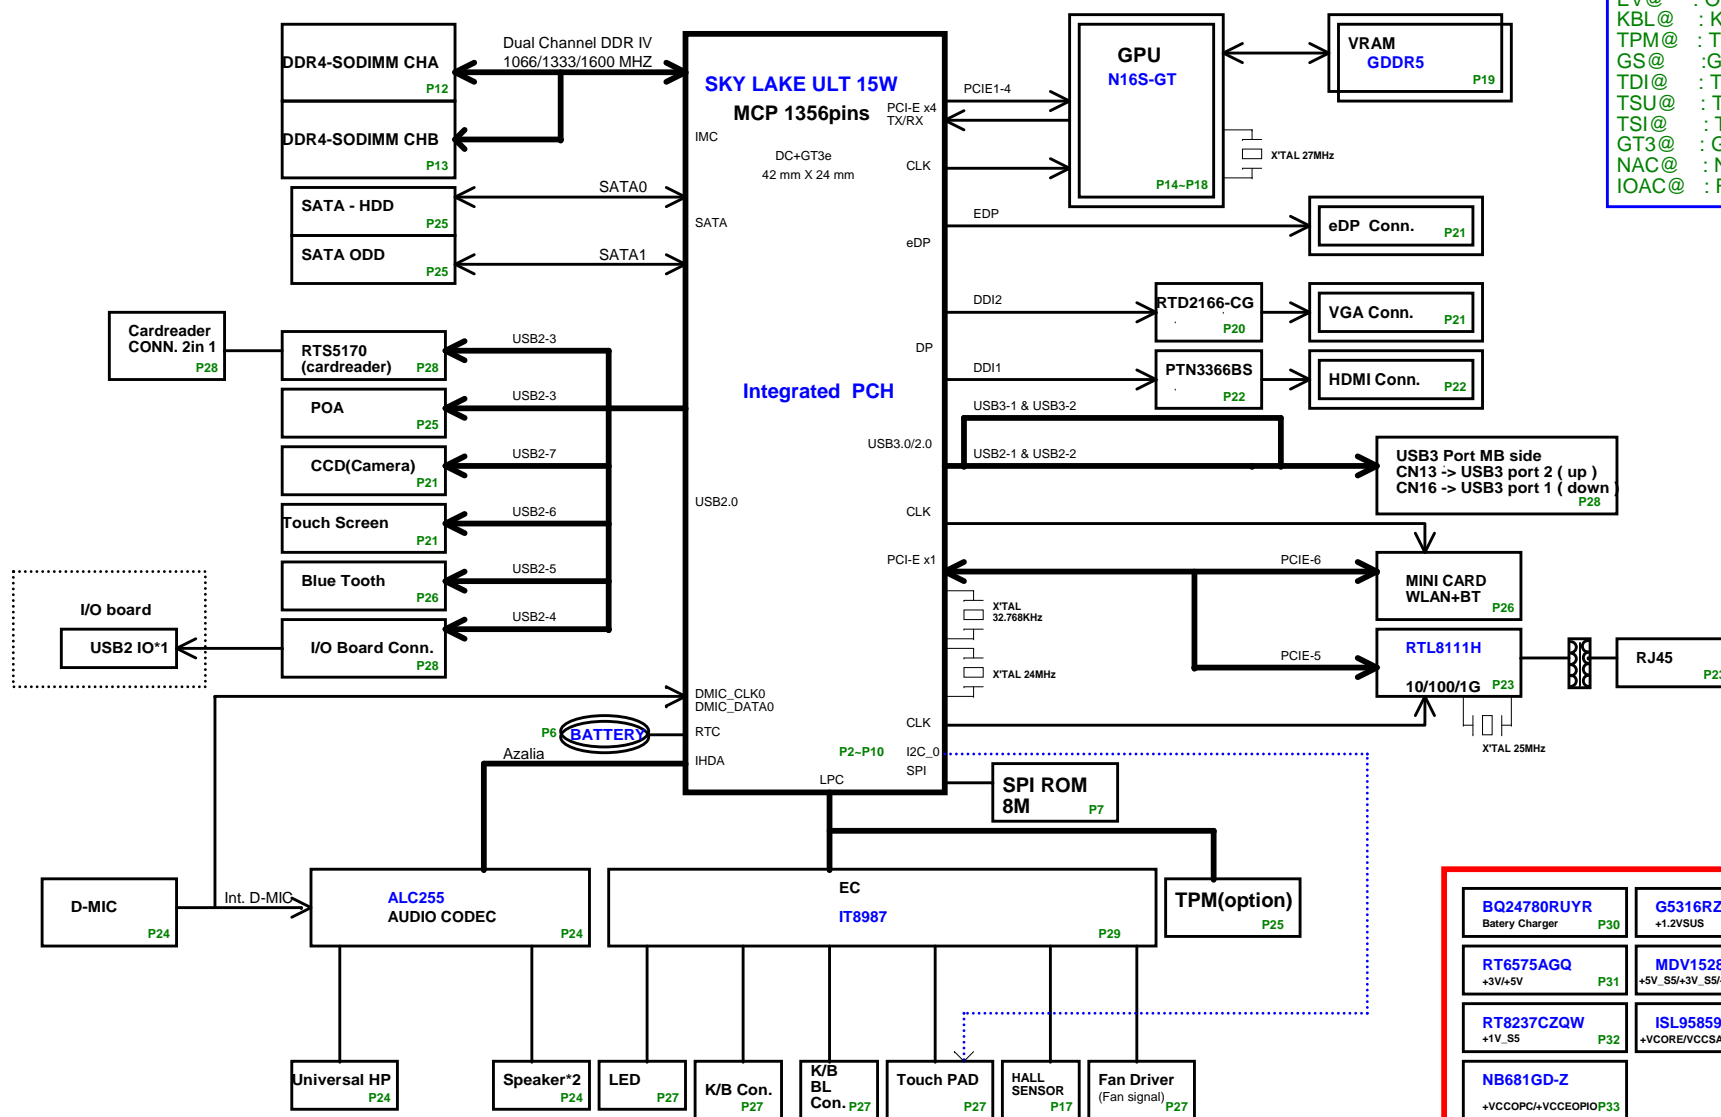 DDR4-SODIMM CHA
P12
Dual Channel DDR IV
1066/1333/1600 MHZ
DDR4-SODIMM CHB
P13
SATA - HDD
P25
SATA0
SATA ODD
P25
SATA1
Cardreader
CONN. 2in 1
P28
RTS5170
(cardreader)
P28
USB2-3
POA
P25
USB2-3
CCD(Camera)
P21
USB2-7
Touch Screen
P21
USB2-6
Blue Tooth
P26
USB2-5
I/O board
USB2 IO*1
I/O Board Conn.
P28
USB2-4
SKY LAKE ULT 15W
MCP 1356pins
DC+GT3e
42 mm X 24 mm
Integrated PCH
IMC
SATA
USB2.0
DMIC_CLK0
DMIC_DATA0
RTC
IHDA
LPC
P2~P10
PCI-E x4
TX/RX
CLK
eDP
DP
USB3.0/2.0
CLK
PCI-E x1
CLK
I2C_0
SPI
P6
BATTERY
Azalia
PCIE1-4
GPU
N16S-GT
P14~P18
VRAM
GDDR5
P19
X'TAL 27MHz
EDP
eDP Conn.
P21
DDI2
RTD2166-CG
P20
VGA Conn.
P21
DDI1
PTN3366BS
P22
HDMI Conn.
P22
USB3-1 & USB3-2
USB2-1 & USB2-2
USB3 Port MB side
CN13 -> USB3 port 2 ( up )
CN16 -> USB3 port 1 ( down )
P28
PCIE-6
MINI CARD
WLAN+BT
P26
X'TAL
32.768KHz
X'TAL 24MHz
PCIE-5
RTL8111H
10/100/1G
P23
RJ45
X'TAL 25MHz
SPI ROM
8M
P7
D-MIC
P24
Int. D-MIC
ALC255
AUDIO CODEC
P24
EC
IT8987
P29
TPM(option)
P25
Universal HP
P24
Speaker*2
P24
LED
P27
K/B Con.
P27
K/B
BL
Con.
P27
Touch PAD
P27
HALL
SENSOR
P17
Fan Driver
(Fan signal)
P27
KBL@ : K
TPM@ : T
GS@ :G
TDI@ : T
TSU@ : T
TSI@ : T
GT3@ : G
NAC@ : N
IOAC@ :
BQ24780RUYR
Batery Charger
P30
G5316RZ
+1.2VSUS
RT6575AGQ
+3V/+5V
P31
MDV1528
+5V_S5/+3V_S5/
RT8237CZQW
+1V_S5
P32
ISL95859
+VCORE/VCCSA
NB681GD-Z
+VCCOPC/+VCCEOPIO
P33